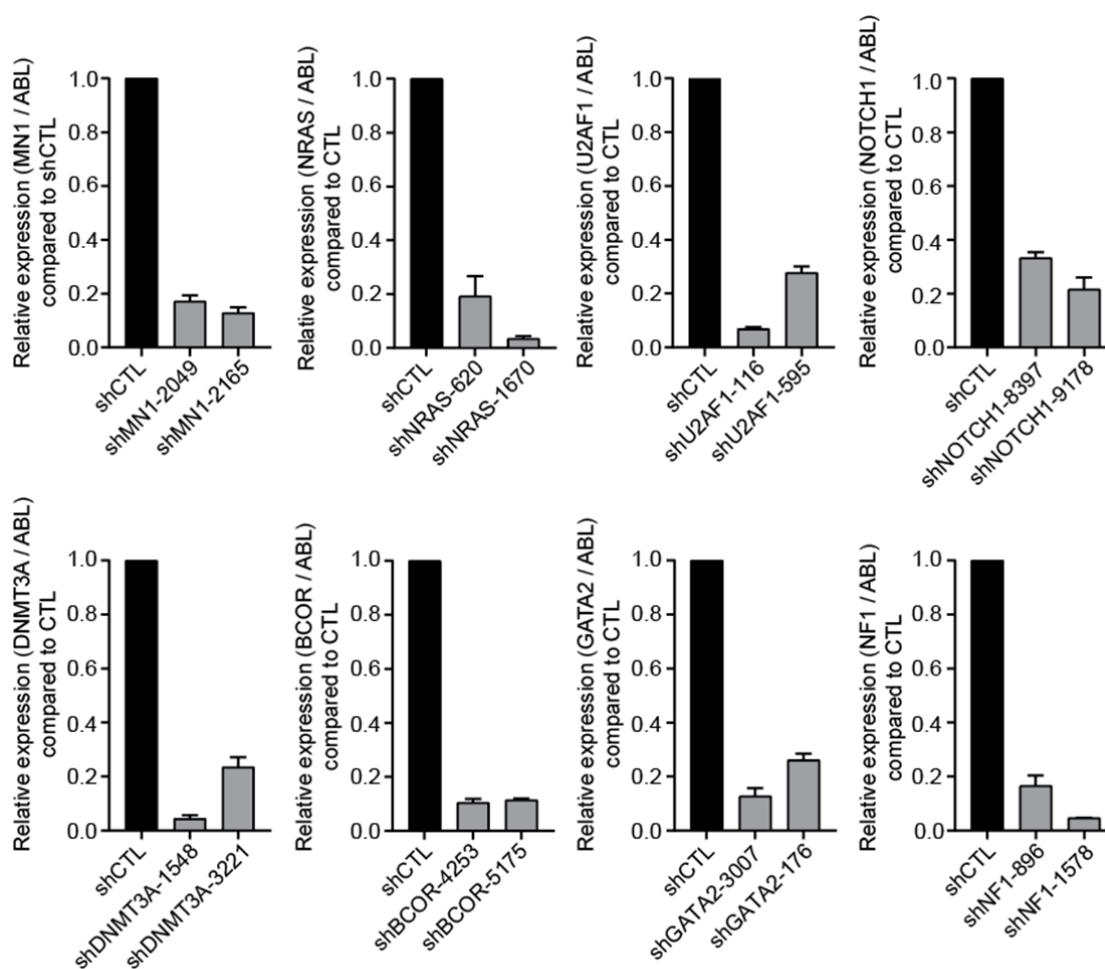 Relative expression (MN1 / ABL)
compared to shCTL
1.0
0.8
0.6
0.4
0.2
0.0
shCTL
shMN1-2049
shMN1-2165
Relative expression (NRAS / ABL)
compared to CTL
1.0
0.8
0.6
0.4
0.2
0.0
shCTL
shNRAS-620
shNRAS-1670
Relative expression (U2AF1 / ABL)
compared to CTL
1.0
0.8
0.6
0.4
0.2
0.0
shCTL
shU2AF1-116
shU2AF1-595
Relative expression (NOTCH1 / ABL)
compared to CTL
1.0
0.8
0.6
0.4
0.2
0.0
shCTL
shNOTCH1-8397
shNOTCH1-9178
Relative expression (DNMT3A / ABL)
compared to CTL
1.0
0.8
0.6
0.4
0.2
0.0
shCTL
shDNMT3A-1548
shDNMT3A-3221
Relative expression (BCOR / ABL)
compared to CTL
1.0
0.8
0.6
0.4
0.2
0.0
shCTL
shBCOR-4253
shBCOR-5175
Relative expression (GATA2 / ABL)
compared to CTL
1.0
0.8
0.6
0.4
0.2
0.0
shCTL
shGATA2-3007
shGATA2-176
Relative expression (NF1 / ABL)
compared to CTL
1.0
0.8
0.6
0.4
0.2
0.0
shCTL
shNF1-896
shNF1-1578